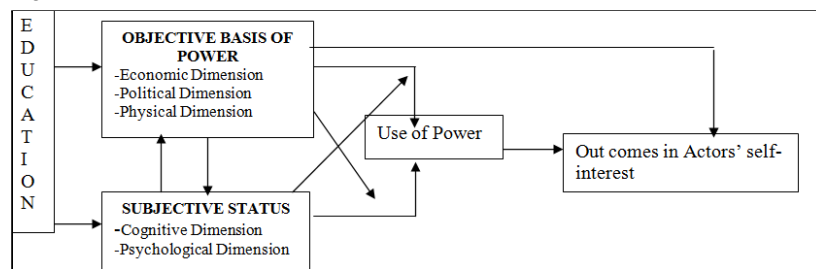 E
D
U
C
A
T
I
O
N
OBJECTIVE BASIS OF
POWER
-Economic Dimension
-Political Dimension
-Physical Dimension
Use of Power
Out comes in Actors' self-
interest
SUBJECTIVE STATUS
-Cognitive Dimension
-Psychological Dimension